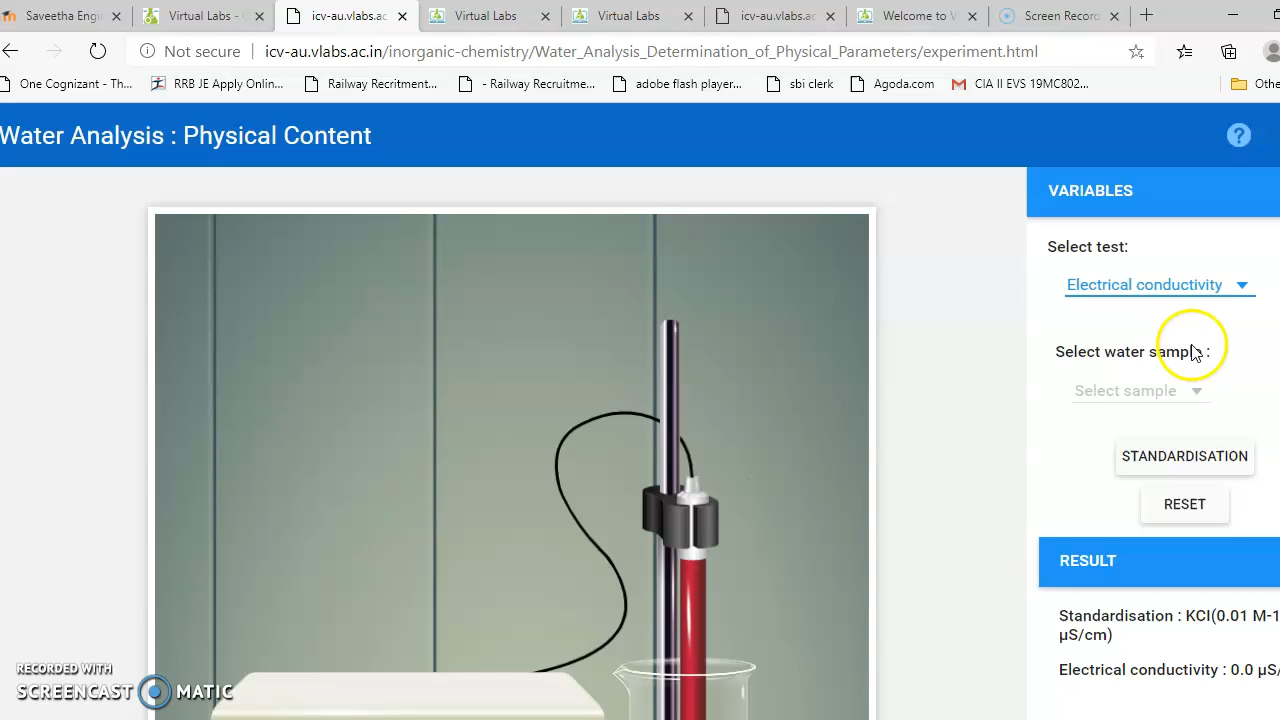 Saveetha Engi
Virtual Labs -
icv-au.vlabs.ac
Virtual Labs
Virtual Labs
icv-au.vlabs.ac
Welcome to V
Screen Record
Not secure
icv-au.vlabs.ac.in/inorganic-chemistry/Water_Analysis_Determination_of_Physical_Parameters/experiment.html
One Cognizant - Th...
RRB JE Apply Onlin...
Railway Recritment...
- Railway Recruitme...
adobe flash player...
sbi clerk
Agoda.com
CIA II EVS 19MC802...
Othe
Water Analysis : Physical Content
?
VARIABLES
Select test:
Electrical conductivity
Select water sample :
Select sample
STANDARDISATION
RESET
RESULT
Standardisation : KCl(0.01 M-1
µS/cm)
Electrical conductivity : 0.0 µS/
RECORDED WITH
SCREENCAST MATIC